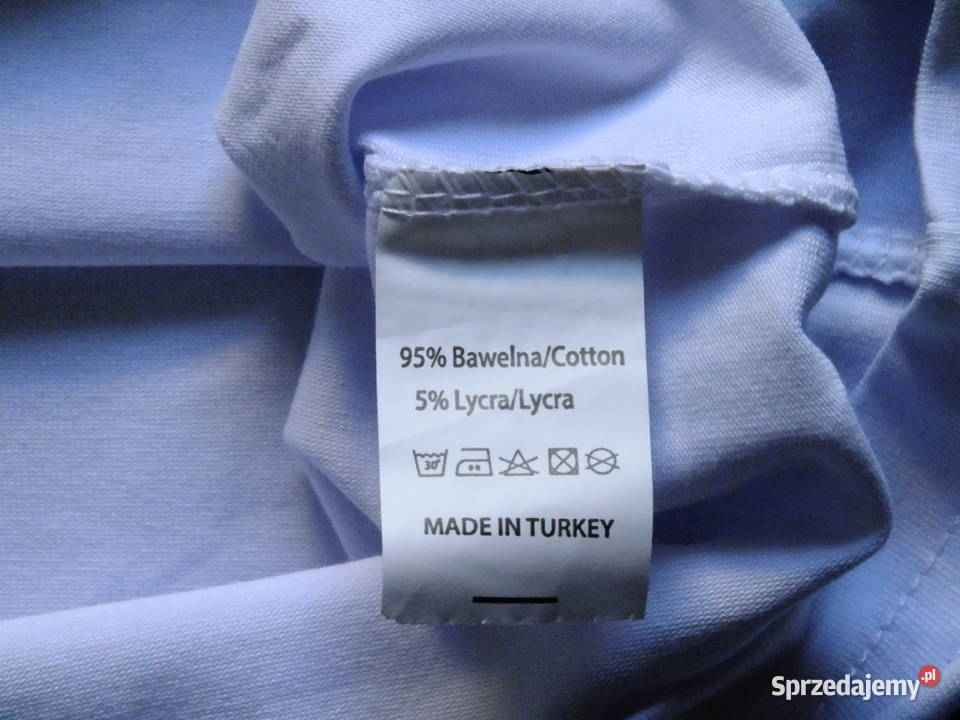 95% Bawelna/Cotton
5% Lycra/Lycra
30°
MADE IN TURKEY
Sprzedajemy.pl